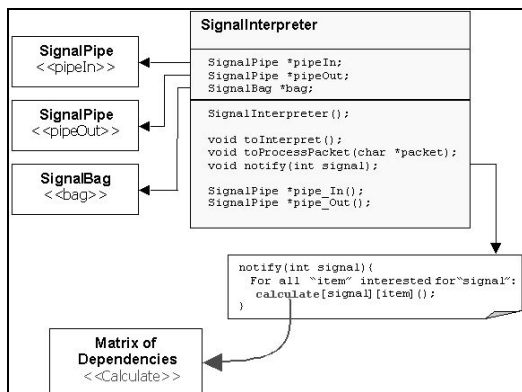 SignalInterpreter
SignalPipe *pipeIn;
SignalPipe *pipeOut;
SignalBag *bag;
SignalInterpreter();
void toInterpret();
void toProcessPacket(char *packet);
void notify(int signal);
SignalPipe *pipe_In();
SignalPipe *pipe_Out();
SignalPipe
<<pipeIn>>
SignalPipe
<<pipeOut>>
SignalBag
<<bag>>
notify(int signal){
For all "item" interested for"signal":
calculate[signal][item]();
}
Matrix of
Dependencies
<<Calculate>>